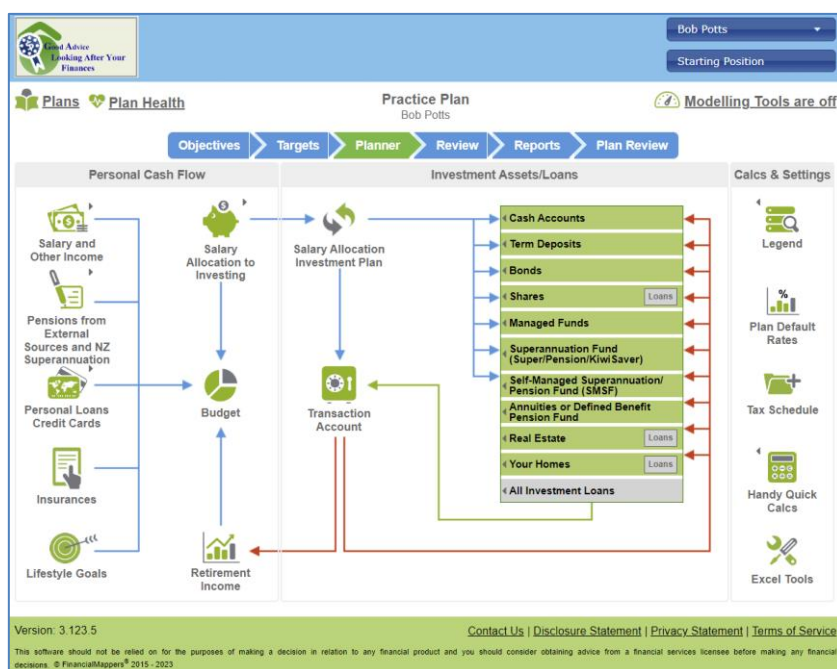 Good Advice
Looking After Your
Finances
Bob Potts
Starting Position
Plans
Plan Health
Practice Plan
Bob Potts
Modelling Tools are off
Objectives
Targets
Planner
Review
Reports
Plan Review
Personal Cash Flow
Investment Assets/Loans
Calcs & Settings
Salary and
Other Income
Salary
Allocation to
Investing
Salary Allocation
Investment Plan
Pensions from
External
Sources and NZ
Superannuation
Personal Loans
Credit Cards
Budget
Transaction
Account
Insurances
Lifestyle Goals
Retirement
Income
Cash Accounts
Term Deposits
Bonds
Shares
Loans
Managed Funds
Superannuation Fund
(Super/Pension/KiwiSaver)
Self-Managed Superannuation/
Pension Fund (SMSF)
Annuities or Defined Benefit
Pension Fund
Real Estate
Loans
Your Homes
Loans
All Investment Loans
Legend
%
Plan Default
Rates
Tax Schedule
Handy Quick
Calcs
Excel Tools
Version: 3.123.5
Contact Us | Disclosure Statement | Privacy Statement | Terms of Service
This software should not be relied on for the purposes of making a decision in relation to any financial product and you should consider obtaining advice from a financial services licensee before making any financial
decisions. © FinancialMappers® 2015 - 2023